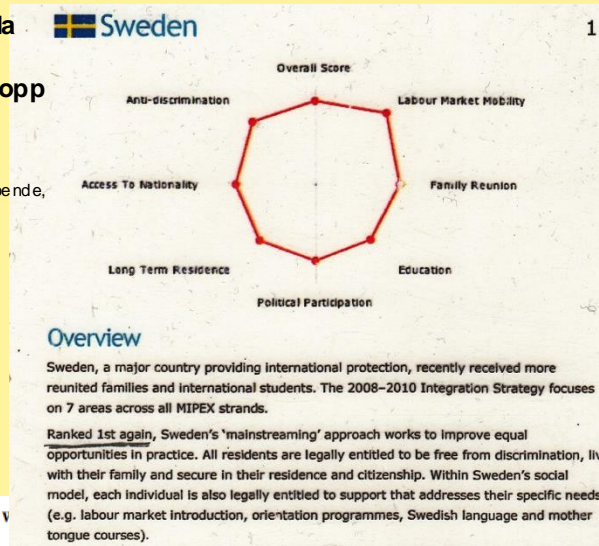 la
opp
ende,
Sweden
1
Overall Score
Anti-discrimination
Labour Market Mobility
Access To Nationality
Family Reunion
Long Term Residence
Education
Political Participation
Overview
Sweden, a major country providing international protection, recently received more
reunited families and international students. The 2008–2010 Integration Strategy focuses
on 7 areas across all MIPEX strands.
Ranked 1st again, Sweden's 'mainstreaming' approach works to improve equal
opportunities in practice. All residents are legally entitled to be free from discrimination, liv
with their family and secure in their residence and citizenship. Within Sweden's social
model, each individual is also legally entitled to support that addresses their specific needs
(e.g. labour market introduction, orientation programmes, Swedish language and mother
tongue courses).